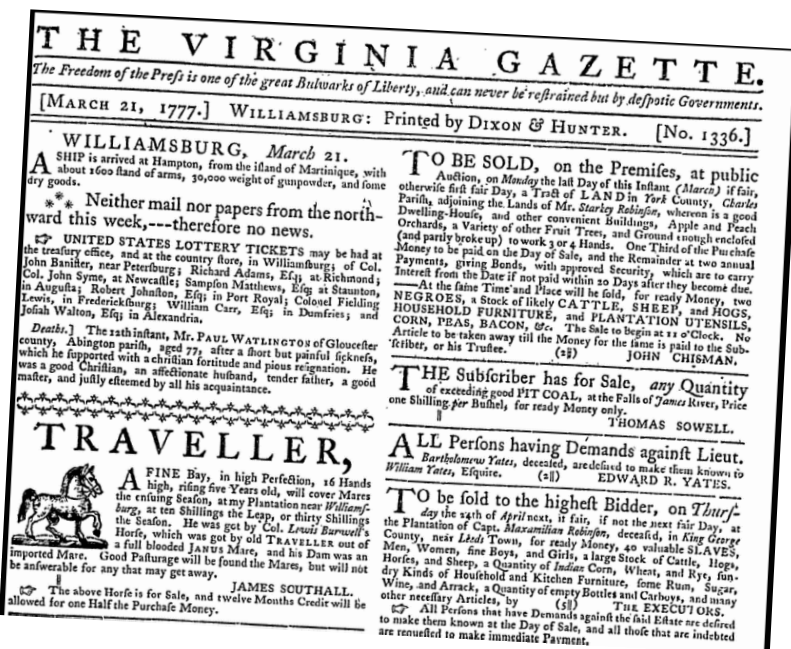 THE VIRGINIA GAZETTE.
The Freedom of the Preſs is one of the great Bulwarks of Liberty, and can never be reſtrained but by deſpotic Governments.
[MARCH 21, 1777.] WILLIAMSBURG: Printed by DIXON & HUNTER. [No. 1336.]
WILLIAMSBURG, March 21.
A SHIP is arrived at Hampton, from the iſland of Martinique, with
about 1600 ſtand of arms, 30,000 weight of gunpowder, and ſome
dry goods.
*** Neither mail nor papers from the north-
ward this week,---therefore no news.
☞ UNITED STATES LOTTERY TICKETS may be had at
the treaſury office, and at the country ſtore, in Williamſburg; of Col.
John Baniſter, near Peterſburg; Richard Adams, Eſq; at Richmond;
Col. John Syme, at Newcaſtle; Sampſon Matthews, Eſq; at Staunton,
in Auguſta; Robert Johnſton, Eſq; in Port Royal; Colonel Fielding
Lewis, in Frederickſburg; William Carr, Eſq; in Dumfries; and
Joſiah Walton, Eſq; in Alexandria.
Deaths.] The 12th inſtant, Mr. PAUL WATLINGTON of Glouceſter
county, Abington pariſh, aged 77, after a ſhort but painful ſickneſs,
which he ſupported with a chriſtian fortitude and pious reſignation. He
was a good Chriſtian, an affectionate huſband, tender father, a good
maſter, and juſtly eſteemed by all his acquaintance.
TRAVELLER,
A FINE Bay, in high Perfection, 16 Hands
high, riſing five Years old, will cover Mares
the enſuing Seaſon, at my Plantation near Williamſ-
burg, at ten Shillings the Leap, or thirty Shillings
the Seaſon. He was got by Col. Lewis Burwell's
Horſe, which was got by old TRAVELLER out of
a full blooded JANUS Mare, and his Dam was an
imported Mare. Good Paſturage will be found the Mares, but will not
be anſwerable for any that may get away.
‖ JAMES SOUTHALL.
☞ The above Horſe is for Sale, and twelve Months Credit will be
allowed for one Half the Purchaſe Money.
TO BE SOLD, on the Premiſes, at public
Auction, on Monday the laſt Day of this Inſtant (March) if fair,
otherwiſe firſt fair Day, a Tract of LAND in York County, Charles
Pariſh, adjoining the Lands of Mr. Starkey Robinſon, whereon is a good
Dwelling-Houſe, and other convenient Buildings, Apple and Peach
Orchards, a Variety of other Fruit Trees, and Ground enough encloſed
(and partly broke up) to work 3 or 4 Hands. One Third of the Purchaſe
Money to be paid on the Day of Sale, and the Remainder at two annual
Payments, giving Bonds, with approved Security, which are to carry
Intereſt from the Date if not paid within 20 Days after they become due.
——At the ſame Time and Place will be ſold, for ready Money, two
NEGROES, a Stock of likely CATTLE, SHEEP, and HOGS,
HOUSEHOLD FURNITURE, and PLANTATION UTENSILS,
CORN, PEAS, BACON, &c. The Sale to begin at 11 o'Clock. No
Article to be taken away till the Money for the ſame is paid to the Sub-
ſcriber, or his Truſtee. (2‖) JOHN CHISMAN.
THE Subſcriber has for Sale, any Quantity
of exceeding good PIT COAL, at the Falls of James River, Price
one Shilling per Buſhel, for ready Money only.
‖ THOMAS SOWELL.
ALL Perſons having Demands againſt Lieut.
Bartholomew Yates, deceaſed, are deſired to make them known to
William Yates, Eſquire. (2‖) EDWARD R. YATES.
TO be ſold to the higheſt Bidder, on Thurſ-
day the 24th of April next, if fair, if not the next fair Day, at
the Plantation of Capt. Maxamilian Robinſon, deceaſed, in King George
County, near Leeds Town, for ready Money, 40 valuable SLAVES,
Men, Women, fine Boys, and Girls, a large Stock of Cattle, Hogs,
Horſes, and Sheep, a Quantity of Indian Corn, Wheat, and Rye, ſun-
dry Kinds of Houſehold and Kitchen Furniture, ſome Rum, Sugar,
Wine, and Arrack, a Quantity of empty Bottles and Carboys, and many
other neceſſary Articles, by (5‖) THE EXECUTORS.
☞ All Perſons that have Demands againſt the ſaid Eſtate are deſired
to make them known at the Day of Sale, and all thoſe that are indebted
are requeſted to make immediate Payment.